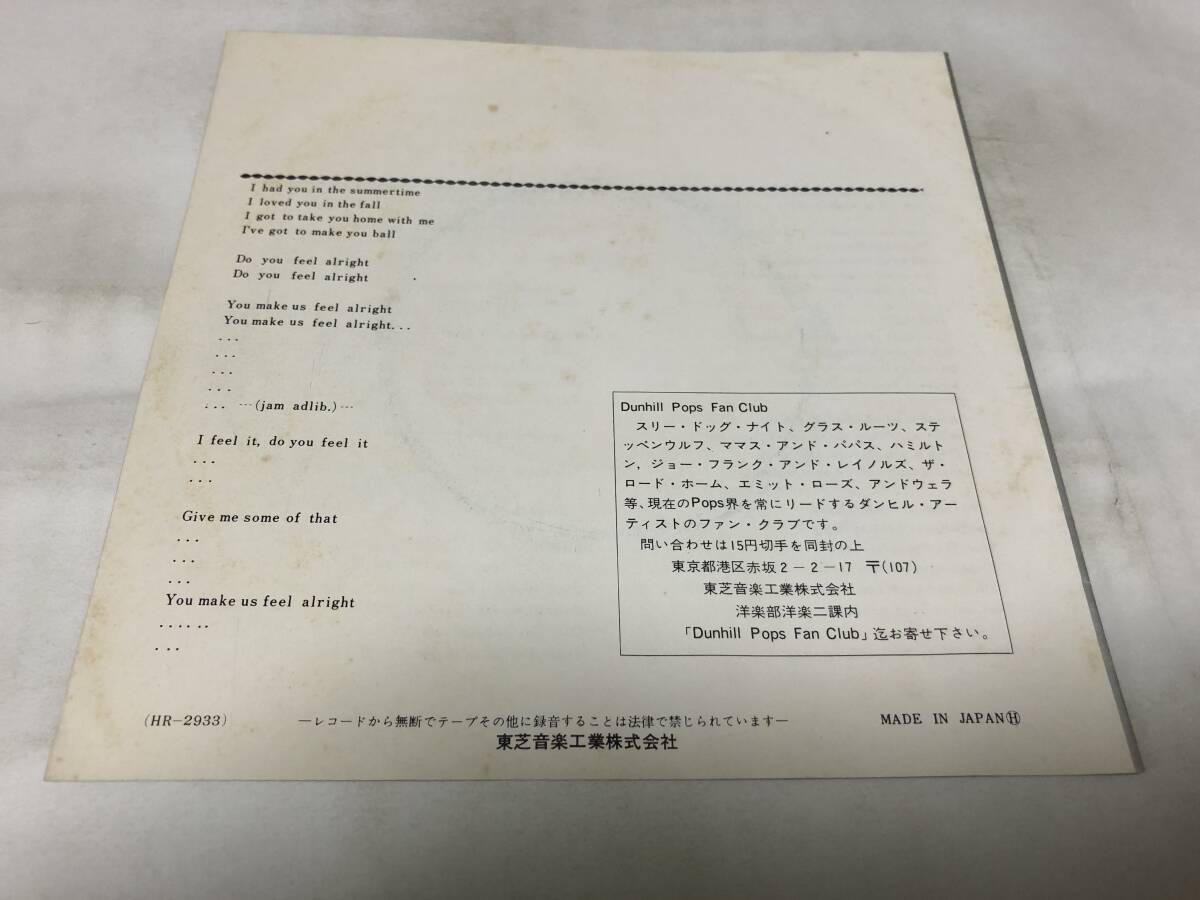 I had you in the summertime
I loved you in the fall
I got to take you home with me
I've got to make you ball
Do you feel alright
Do you feel alright
You make us feel alright
You make us feel alright...
...
...
...
...
... ---(jam adlib.)---
I feel it, do you feel it
...
...
Give me some of that
...
...
...
You make us feel alright
......
...
Dunhill Pops Fan Club
スリー・ドッグ・ナイト、グラス・ルーツ、ステ
ッペンウルフ、ママス・アンド・パパス、ハミルト
ン, ジョー・フランク・アンド・レイノルズ、ザ・
ロード・ホーム、エミット・ローズ、アンドウェラ
等、現在のPops界を常にリードするダンヒル・アー
ティストのファン・クラブです。
問い合わせは15円切手を同封の上
東京都港区赤坂2-2-17 〒(107)
東芝音楽工業株式会社
洋楽部洋楽二課内
「Dunhill Pops Fan Club」迄お寄せ下さい。
(HR-2933)
—レコードから無断でテープその他に録音することは法律で禁じられています—
MADE IN JAPANⒽ
東芝音楽工業株式会社